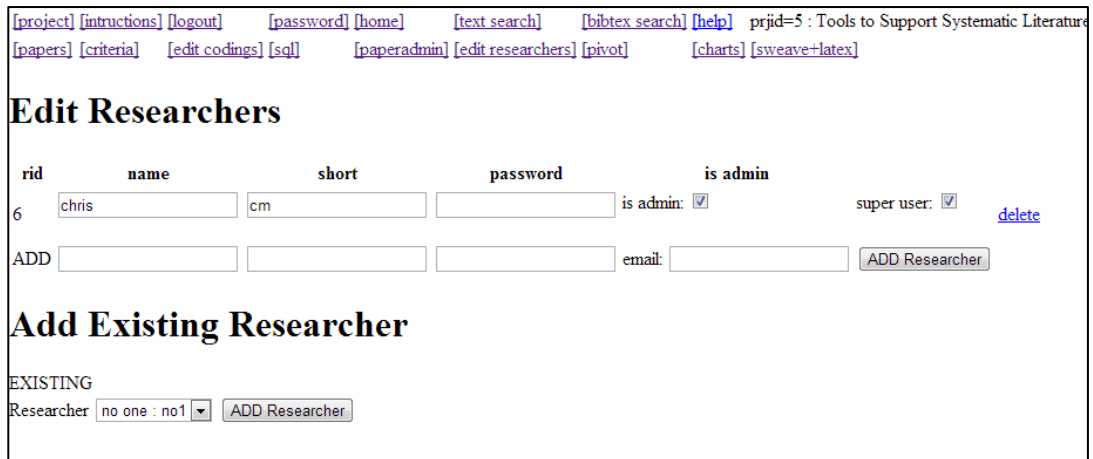 [project] [intructions] [logout] [password] [home] [text search] [bibtex search] [help] prjid=5 : Tools to Support Systematic Literature
[papers] [criteria] [edit codings] [sql] [paperadmin] [edit researchers] [pivot] [charts] [sweave+latex]
Edit Researchers
rid name short password is admin
6 chris cm is admin: super user: delete
ADD email: ADD Researcher
Add Existing Researcher
EXISTING
Researcher no one : no1 ADD Researcher